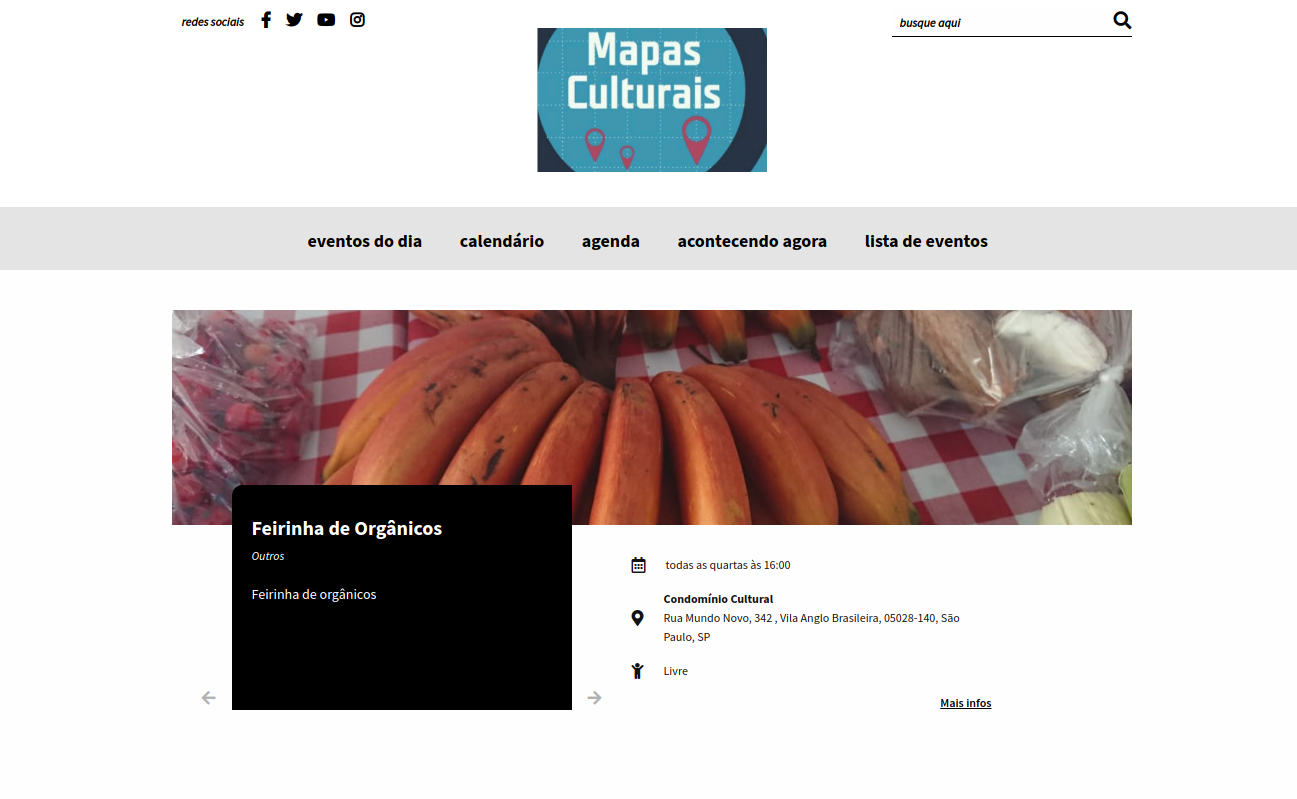 redes sociais
busque aqui
Mapas
Culturais
eventos do dia calendário agenda acontecendo agora lista de eventos
Feirinha de Orgânicos
Outros
Feirinha de orgânicos
todas as quartas às 16:00
Condomínio Cultural
Rua Mundo Novo, 342 , Vila Anglo Brasileira, 05028-140, São
Paulo, SP
Livre
Mais infos